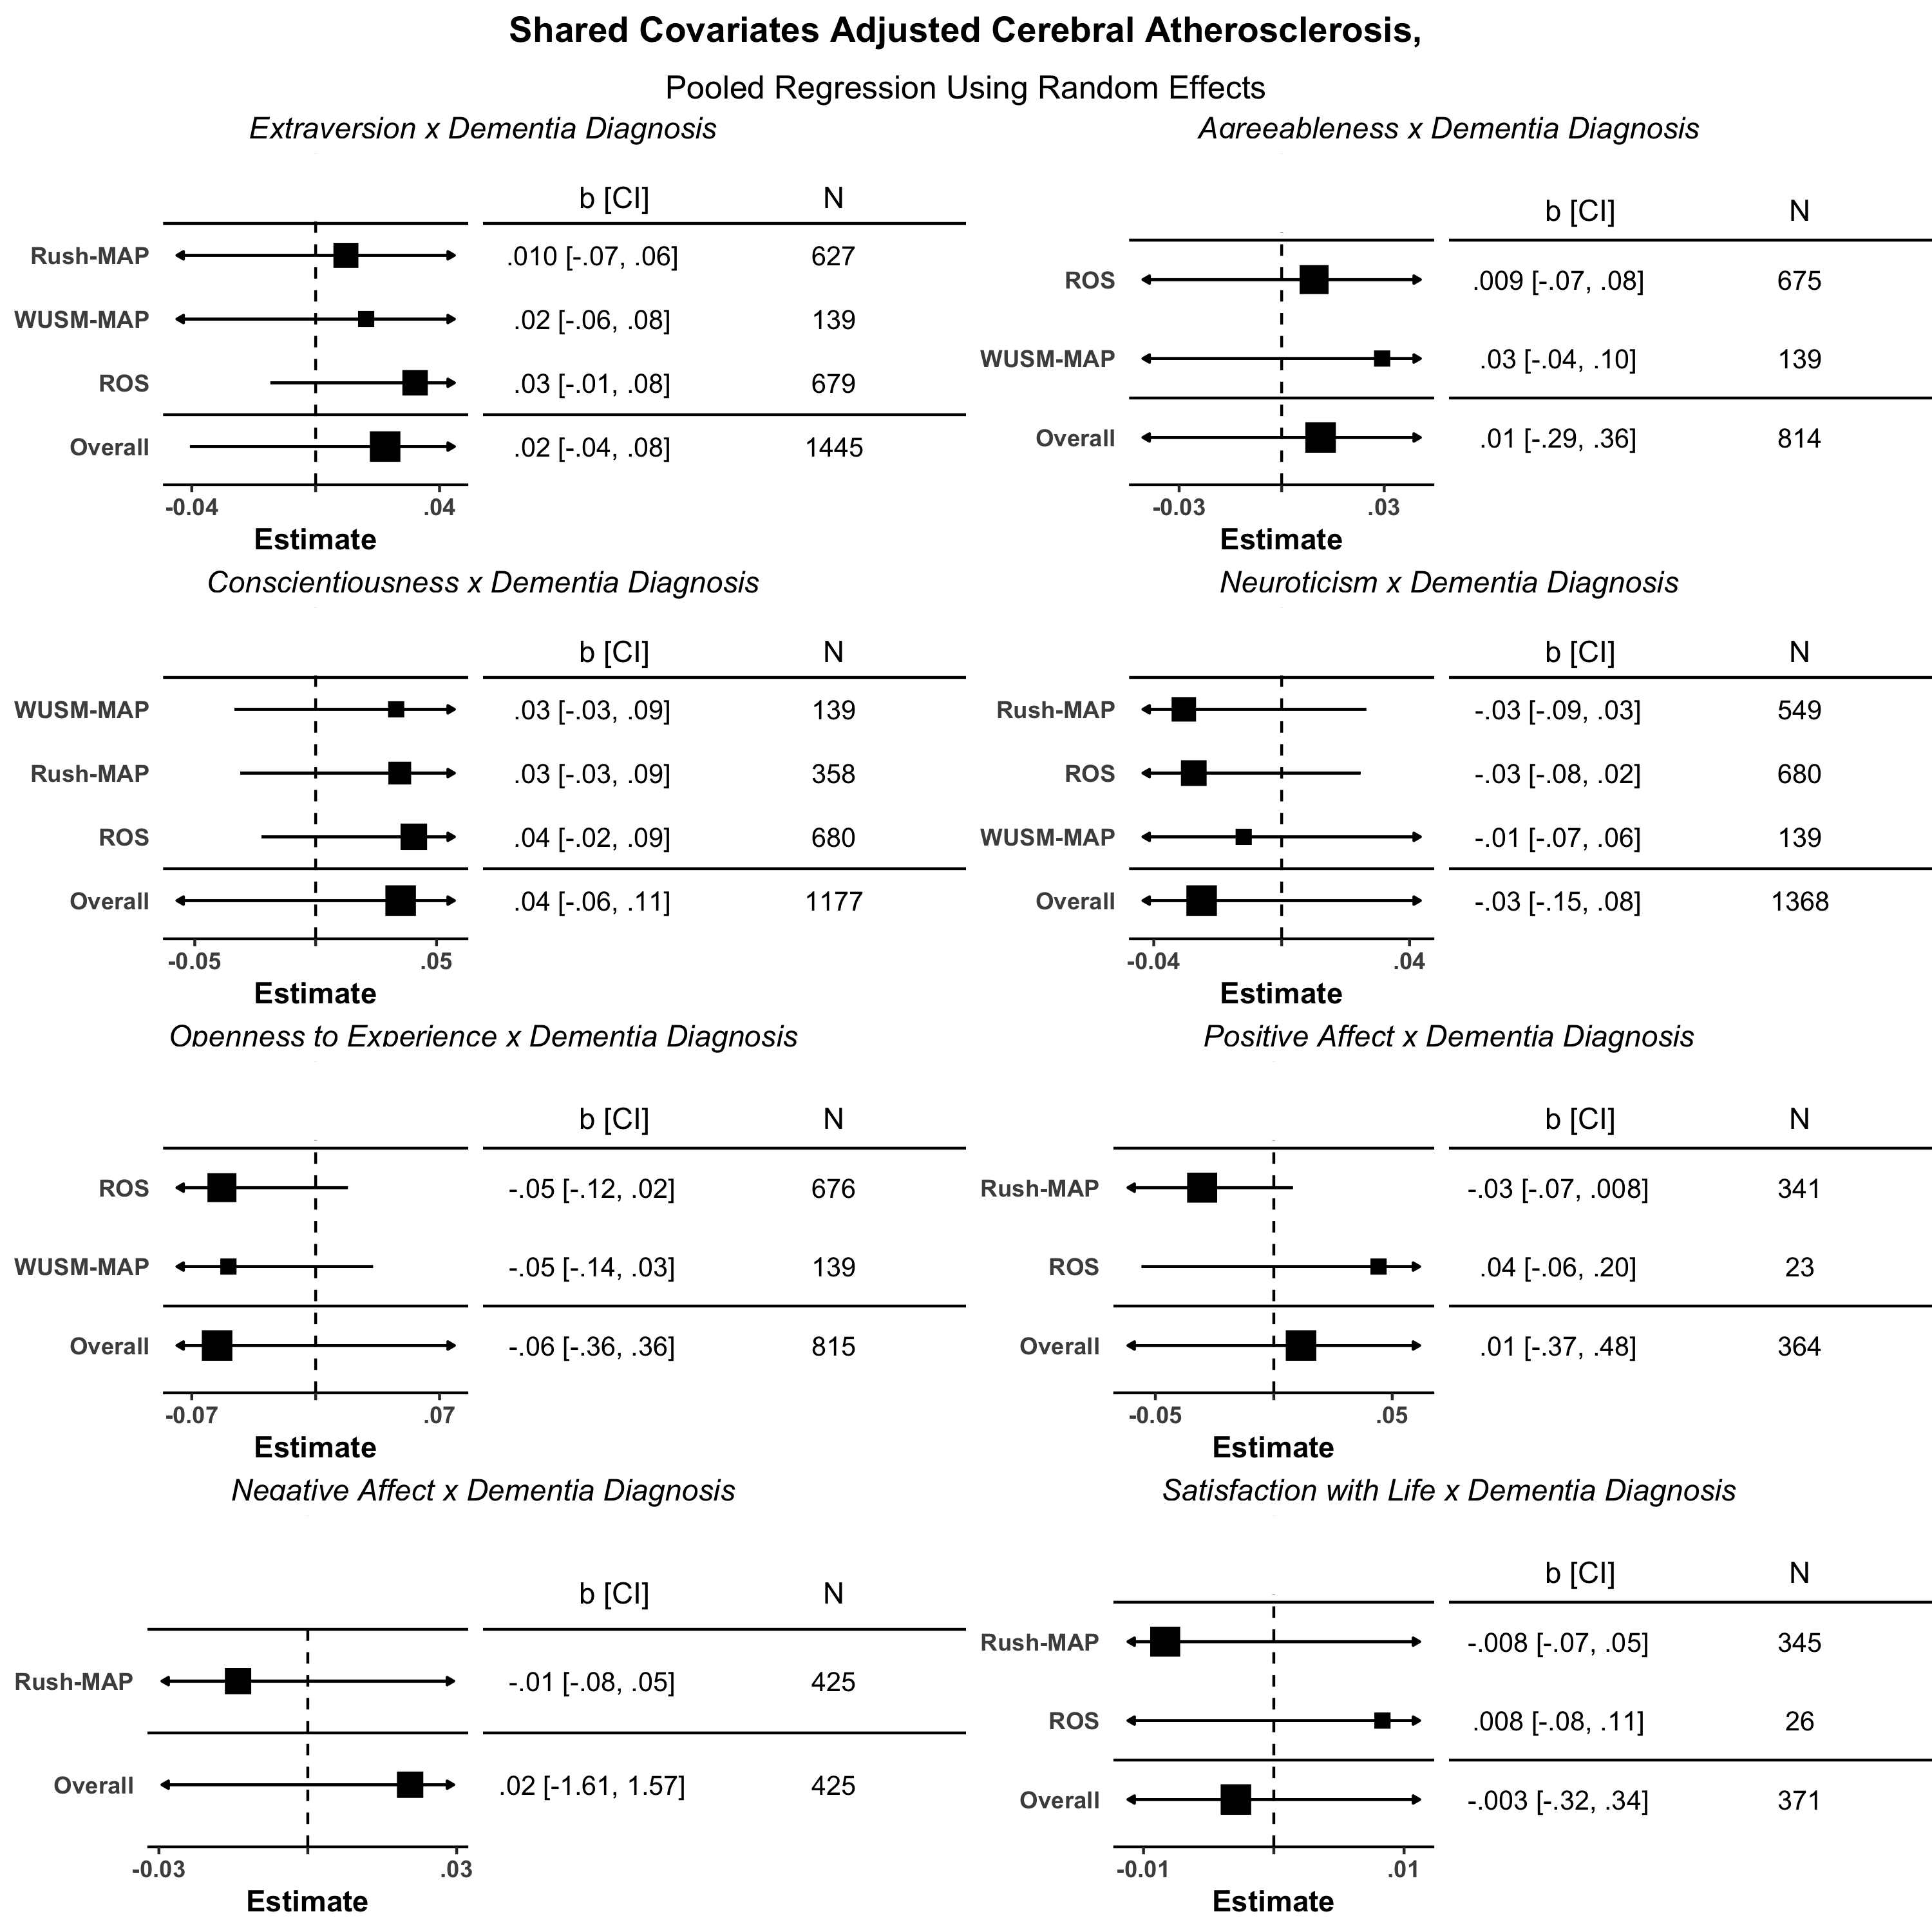 Shared Covariates Adjusted Cerebral Atherosclerosis,
Pooled Regression Using Random Effects
Extraversion x Dementia Diagnosis
b [CI] N
Rush-MAP .010 [-.07, .06] 627
WUSM-MAP .02 [-.06, .08] 139
ROS .03 [-.01, .08] 679
Overall .02 [-.04, .08] 1445
-0.04 .04
Estimate
Agreeableness x Dementia Diagnosis
b [CI] N
ROS .009 [-.07, .08] 675
WUSM-MAP .03 [-.04, .10] 139
Overall .01 [-.29, .36] 814
-0.03 .03
Estimate
Conscientiousness x Dementia Diagnosis
b [CI] N
WUSM-MAP .03 [-.03, .09] 139
Rush-MAP .03 [-.03, .09] 358
ROS .04 [-.02, .09] 680
Overall .04 [-.06, .11] 1177
-0.05 .05
Estimate
Neuroticism x Dementia Diagnosis
b [CI] N
Rush-MAP -.03 [-.09, .03] 549
ROS -.03 [-.08, .02] 680
WUSM-MAP -.01 [-.07, .06] 139
Overall -.03 [-.15, .08] 1368
-0.04 .04
Estimate
Openness to Experience x Dementia Diagnosis
b [CI] N
ROS -.05 [-.12, .02] 676
WUSM-MAP -.05 [-.14, .03] 139
Overall -.06 [-.36, .36] 815
-0.07 .07
Estimate
Positive Affect x Dementia Diagnosis
b [CI] N
Rush-MAP -.03 [-.07, .008] 341
ROS .04 [-.06, .20] 23
Overall .01 [-.37, .48] 364
-0.05 .05
Estimate
Negative Affect x Dementia Diagnosis
b [CI] N
Rush-MAP -.01 [-.08, .05] 425
Overall .02 [-1.61, 1.57] 425
-0.03 .03
Estimate
Satisfaction with Life x Dementia Diagnosis
b [CI] N
Rush-MAP -.008 [-.07, .05] 345
ROS .008 [-.08, .11] 26
Overall -.003 [-.32, .34] 371
-0.01 .01
Estimate